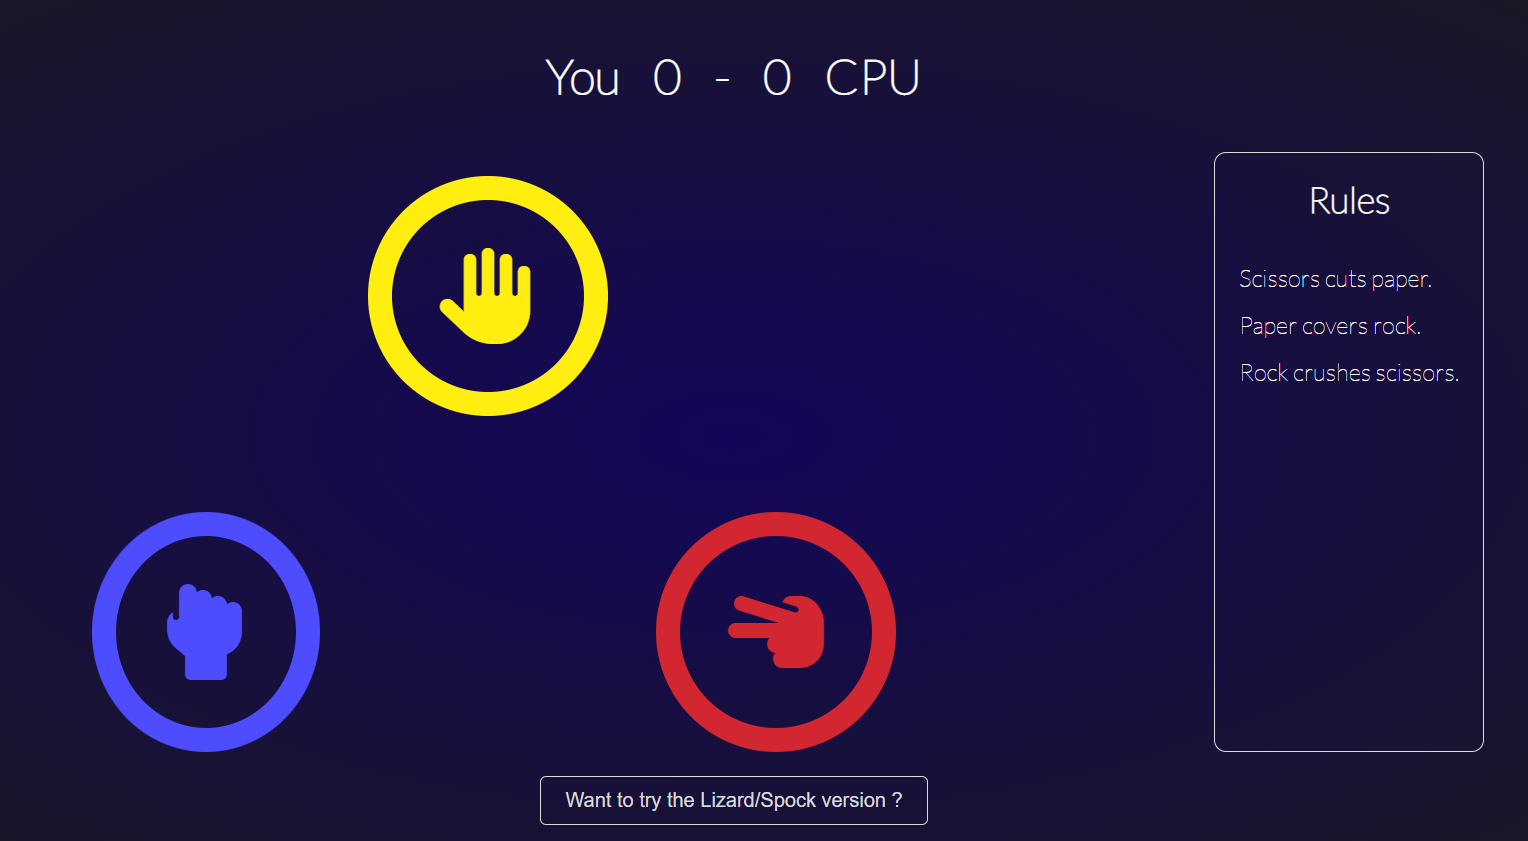 You 0 - 0 CPU
Rules
Scissors cuts paper.
Paper covers rock.
Rock crushes scissors.
Want to try the Lizard/Spock version ?